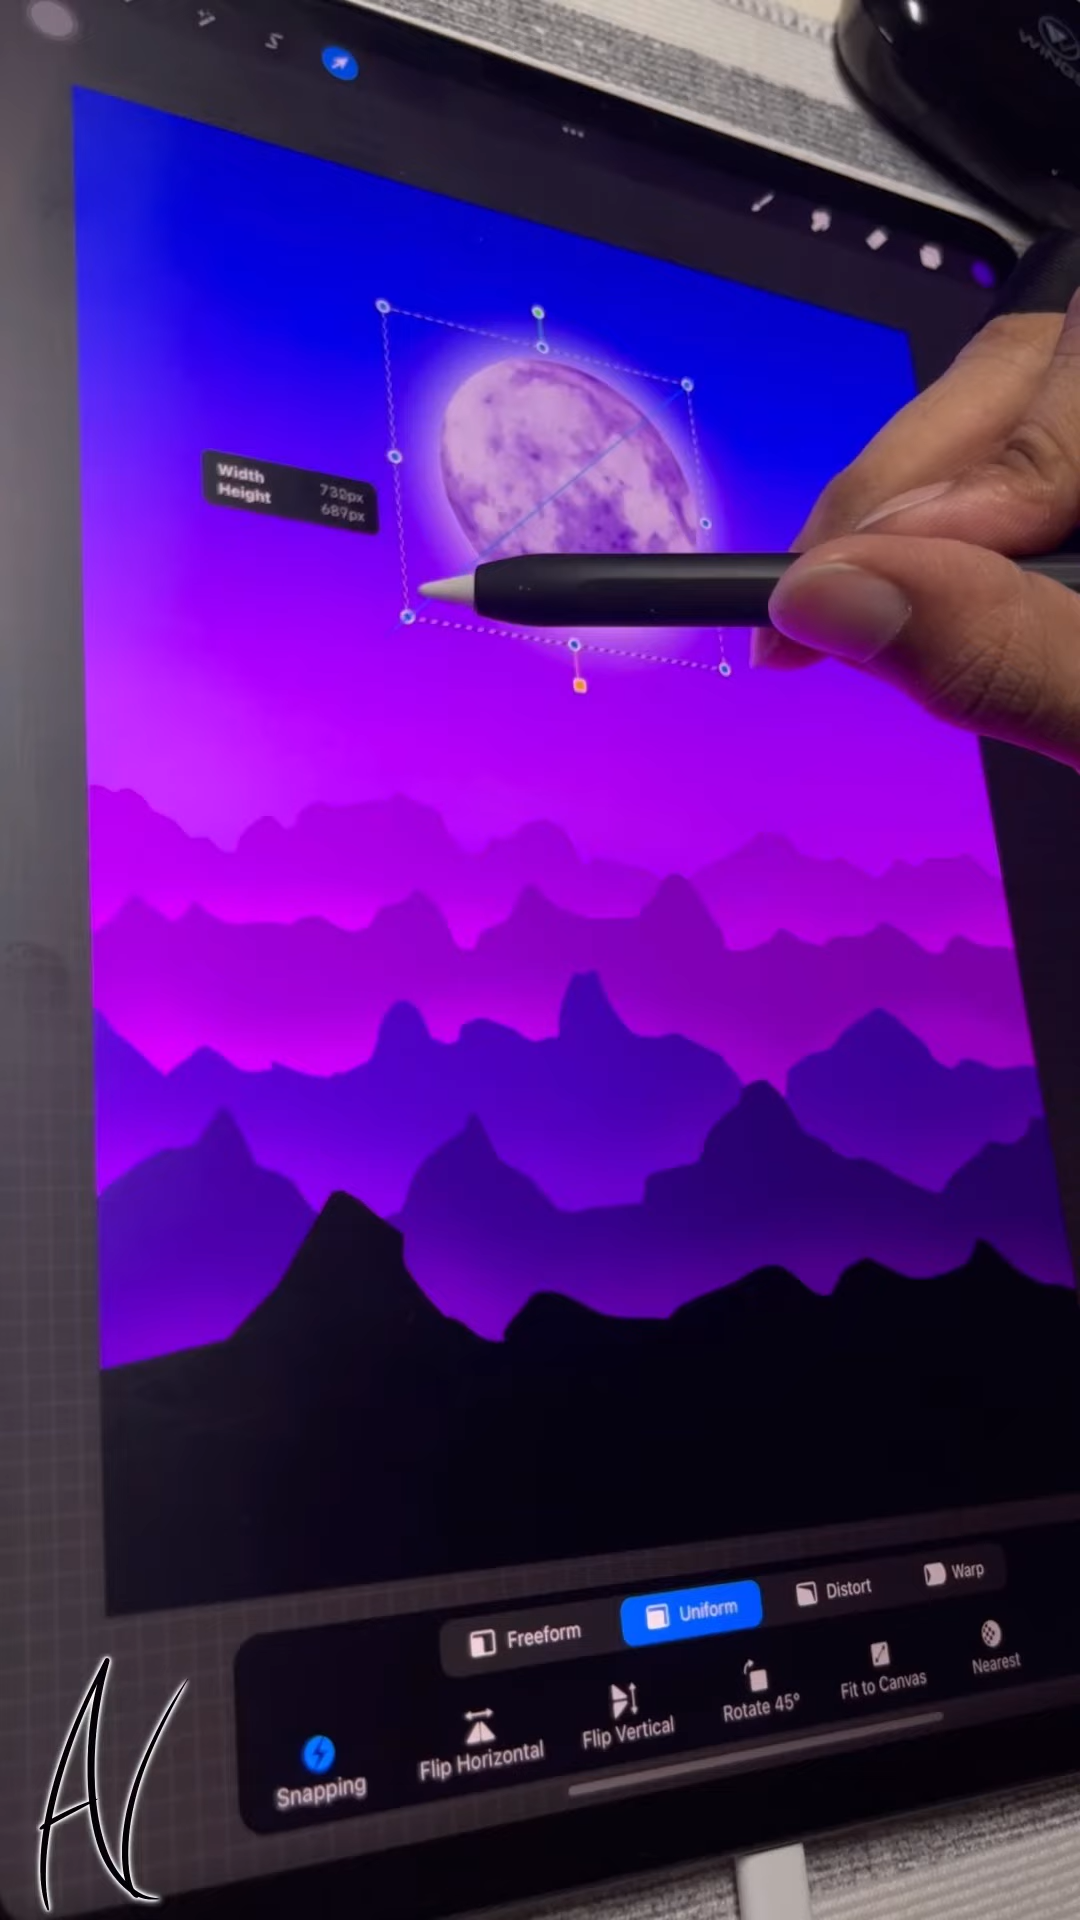 Width 732px
Height 689px
Freeform
Uniform
Distort
Warp
Snapping
Flip Horizontal
Flip Vertical
Rotate 45°
Fit to Canvas
Nearest